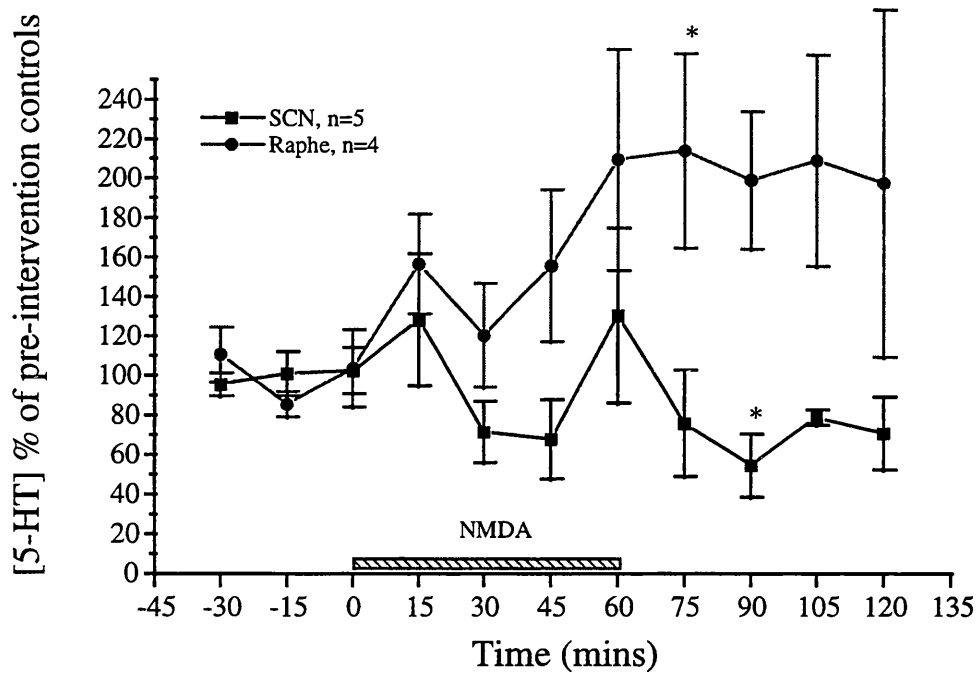 [5-HT] % of pre-intervention controls
*
240
220
200
180
160
140
120
100
80
60
40
20
0
SCN, n=5
Raphe, n=4
*
NMDA
-45 -30 -15 0 15 30 45 60 75 90 105 120 135
Time (mins)